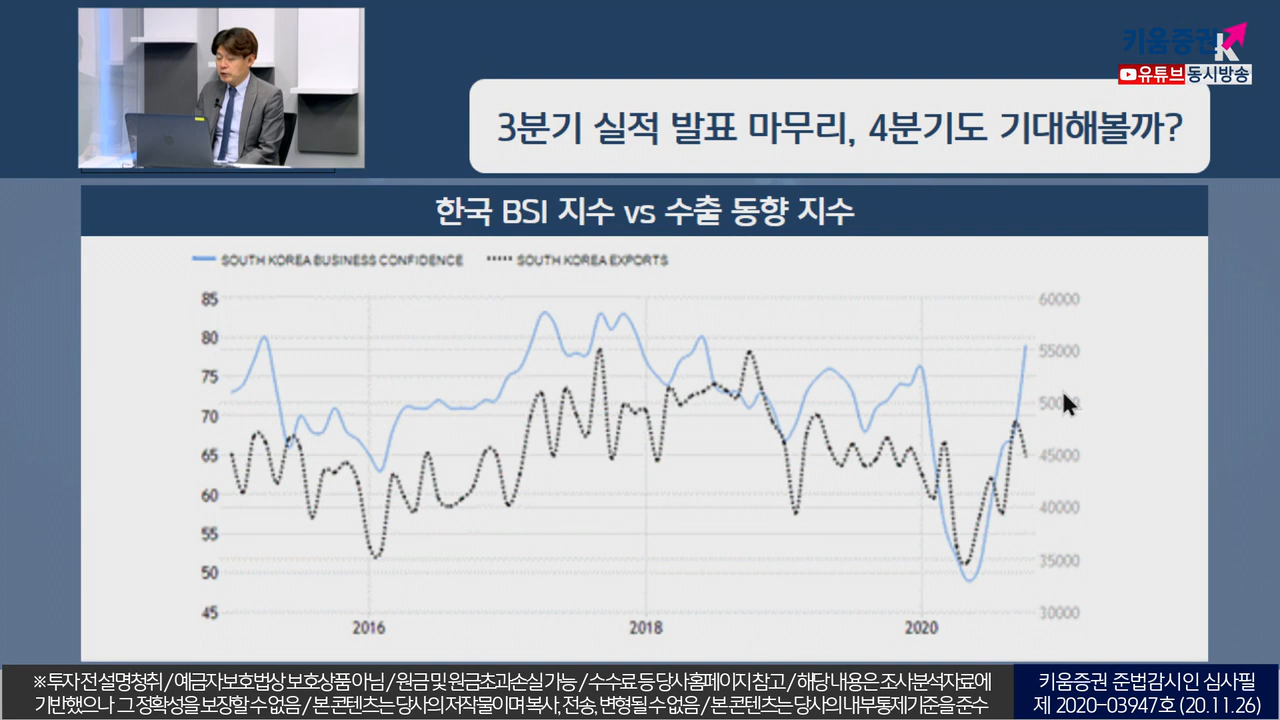 키움증권
유튜브 동시방송
3분기 실적 발표 마무리, 4분기도 기대해볼까?
한국 BSI 지수 vs 수출 동향 지수
SOUTH KOREA BUSINESS CONFIDENCE SOUTH KOREA EXPORTS
85 60000
80
75 55000
70
65 45000
60 40000
55
50 35000
45 30000
2016 2018 2020
※ 투자 전 설명청취 / 예금자보호법상 보호상품 아님 / 원금 및 원금초과손실 가능 / 수수료 등 당사홈페이지 참고 / 해당 내용은 조사분석자료에
기반했으나 그 정확성을 보장할 수 없음 / 본 콘텐츠는 당사의 저작물이며 복사, 전송, 변형될 수 없음 / 본 콘텐츠는 당사의 내부통제기준을 준수
키움증권 준법감시인 심사필
제 2020-03947호 (20.11.26)